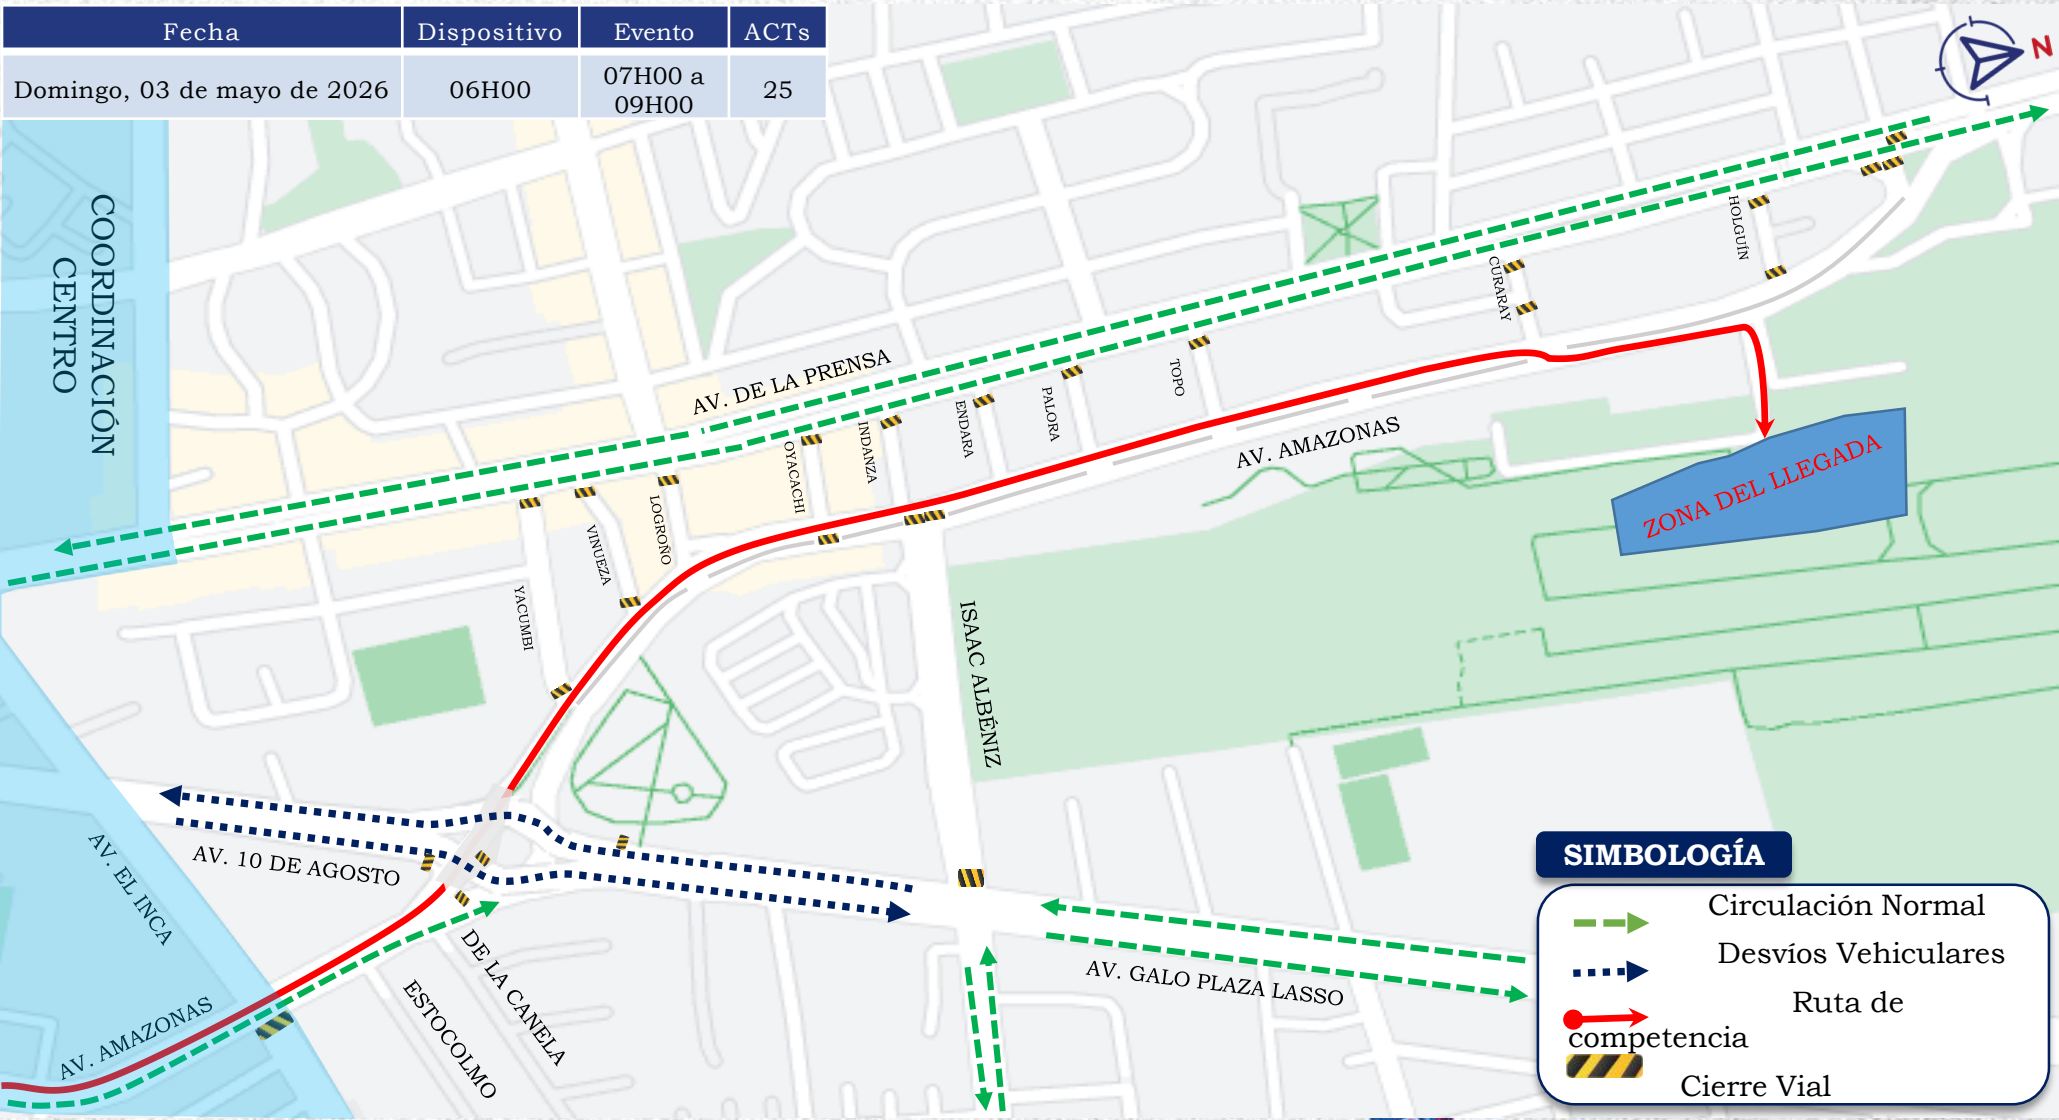 Fecha
Dispositivo
Evento
ACTs
Domingo, 03 de mayo de 2026
06H00
07H00 a
09H00
25
N
COORDINACIÓN
CENTRO
HOLGUÍN
CURARAY
AV. DE LA PRENSA
TOPO
PALORA
ENDARA
INDANZA
OYACACHI
LOGROÑO
VINUEZA
YACUMBI
AV. AMAZONAS
ZONA DEL LLEGADA
ISAAC ALBÉNIZ
AV. 10 DE AGOSTO
AV. EL INCA
DE LA CANELA
ESTOCOLMO
AV. AMAZONAS
AV. GALO PLAZA LASSO
SIMBOLOGÍA
Circulación Normal
Desvíos Vehiculares
Ruta de
competencia
Cierre Vial